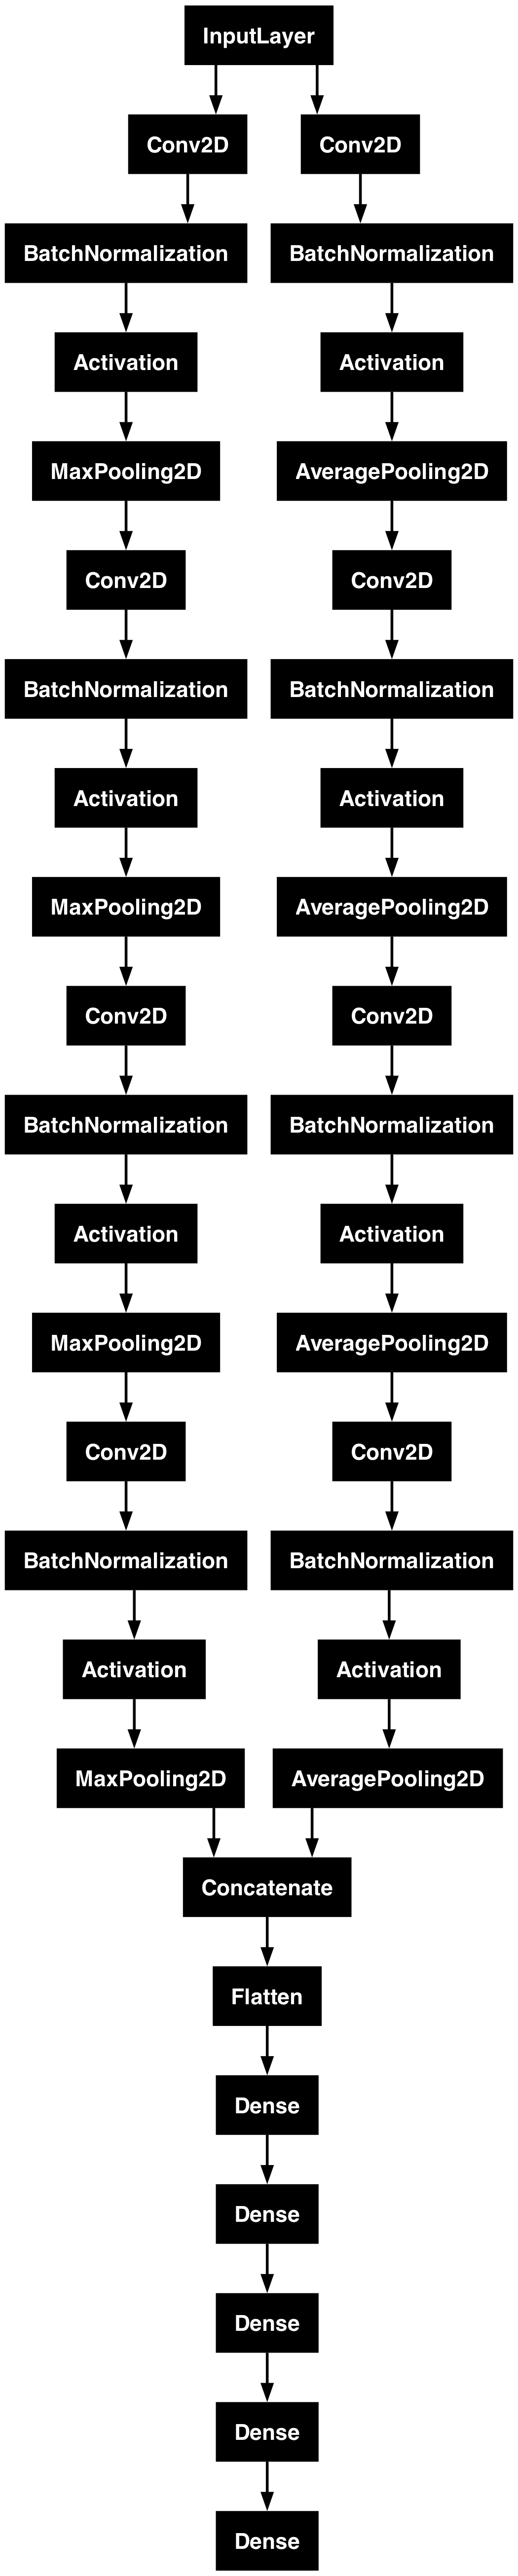 InputLayer
Conv2D Conv2D
BatchNormalization BatchNormalization
Activation Activation
MaxPooling2D AveragePooling2D
Conv2D Conv2D
BatchNormalization BatchNormalization
Activation Activation
MaxPooling2D AveragePooling2D
Conv2D Conv2D
BatchNormalization BatchNormalization
Activation Activation
MaxPooling2D AveragePooling2D
Conv2D Conv2D
BatchNormalization BatchNormalization
Activation Activation
MaxPooling2D AveragePooling2D
Concatenate
Flatten
Dense
Dense
Dense
Dense
Dense